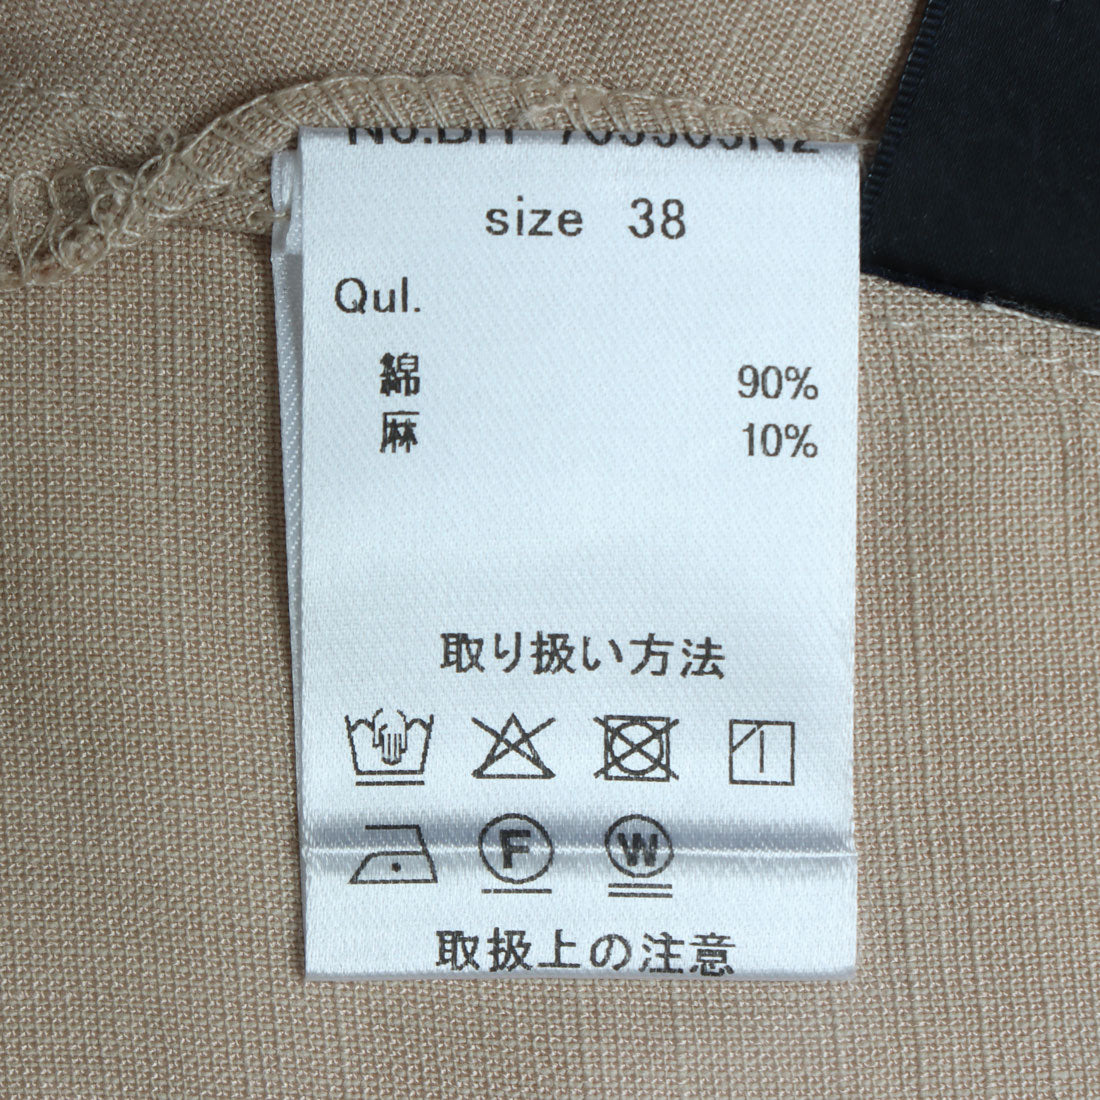 size 38
Qul.
綿 90%
麻 10%
取り扱い方法
F W
取扱上の注意